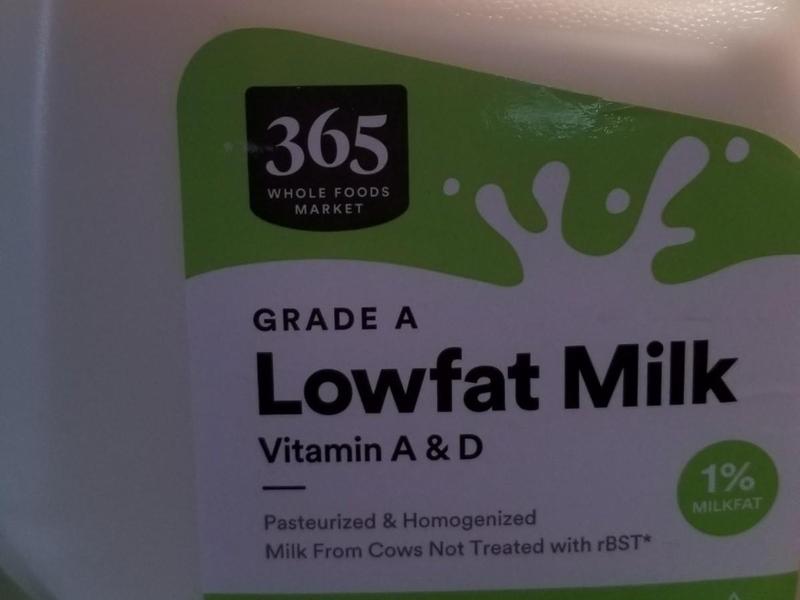 365
WHOLE FOODS
MARKET
GRADE A
Lowfat Milk
Vitamin A & D
1%
MILKFAT
Pasteurized & Homogenized
Milk From Cows Not Treated with rBST*